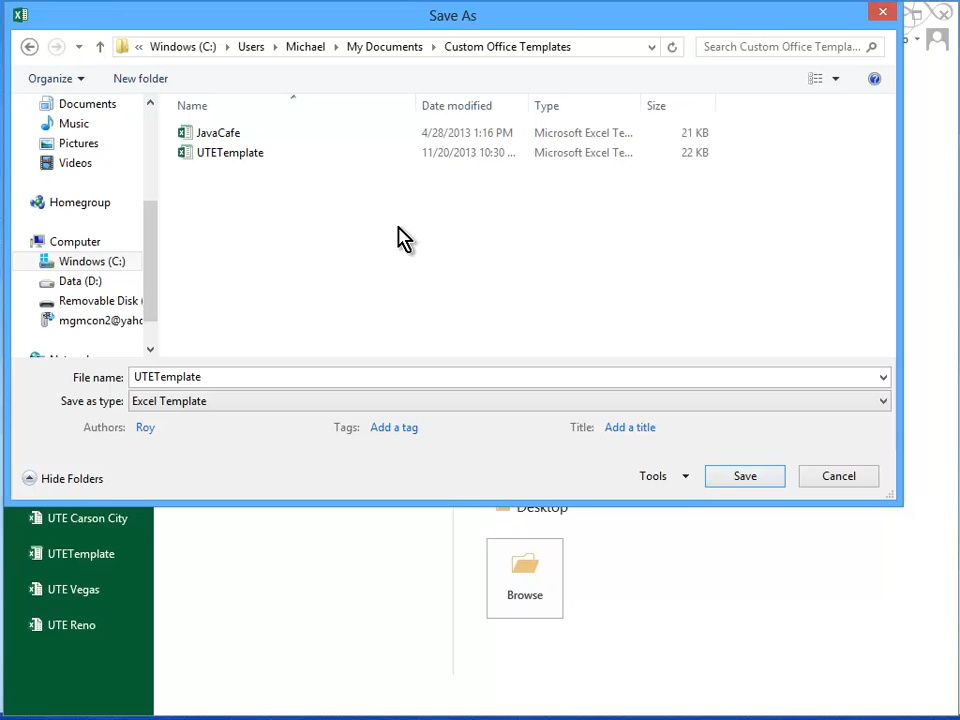 Save As
« Windows (C:) Users Michael My Documents Custom Office Templates Search Custom Office Templa...
Organize New folder
Documents
Music
Pictures
Videos
Homegroup
Computer
Windows (C:)
Data (D:)
Removable Disk (
mgmcon2@yaho
Name Date modified Type Size
JavaCafe 4/28/2013 1:16 PM Microsoft Excel Te... 21 KB
UTETemplate 11/20/2013 10:30 ... Microsoft Excel Te... 22 KB
File name: UTETemplate
Save as type: Excel Template
Authors: Roy Tags: Add a tag Title: Add a title
Hide Folders Tools Save Cancel
UTE Carson City
UTETemplate
UTE Vegas
UTE Reno
Desktop
Browse